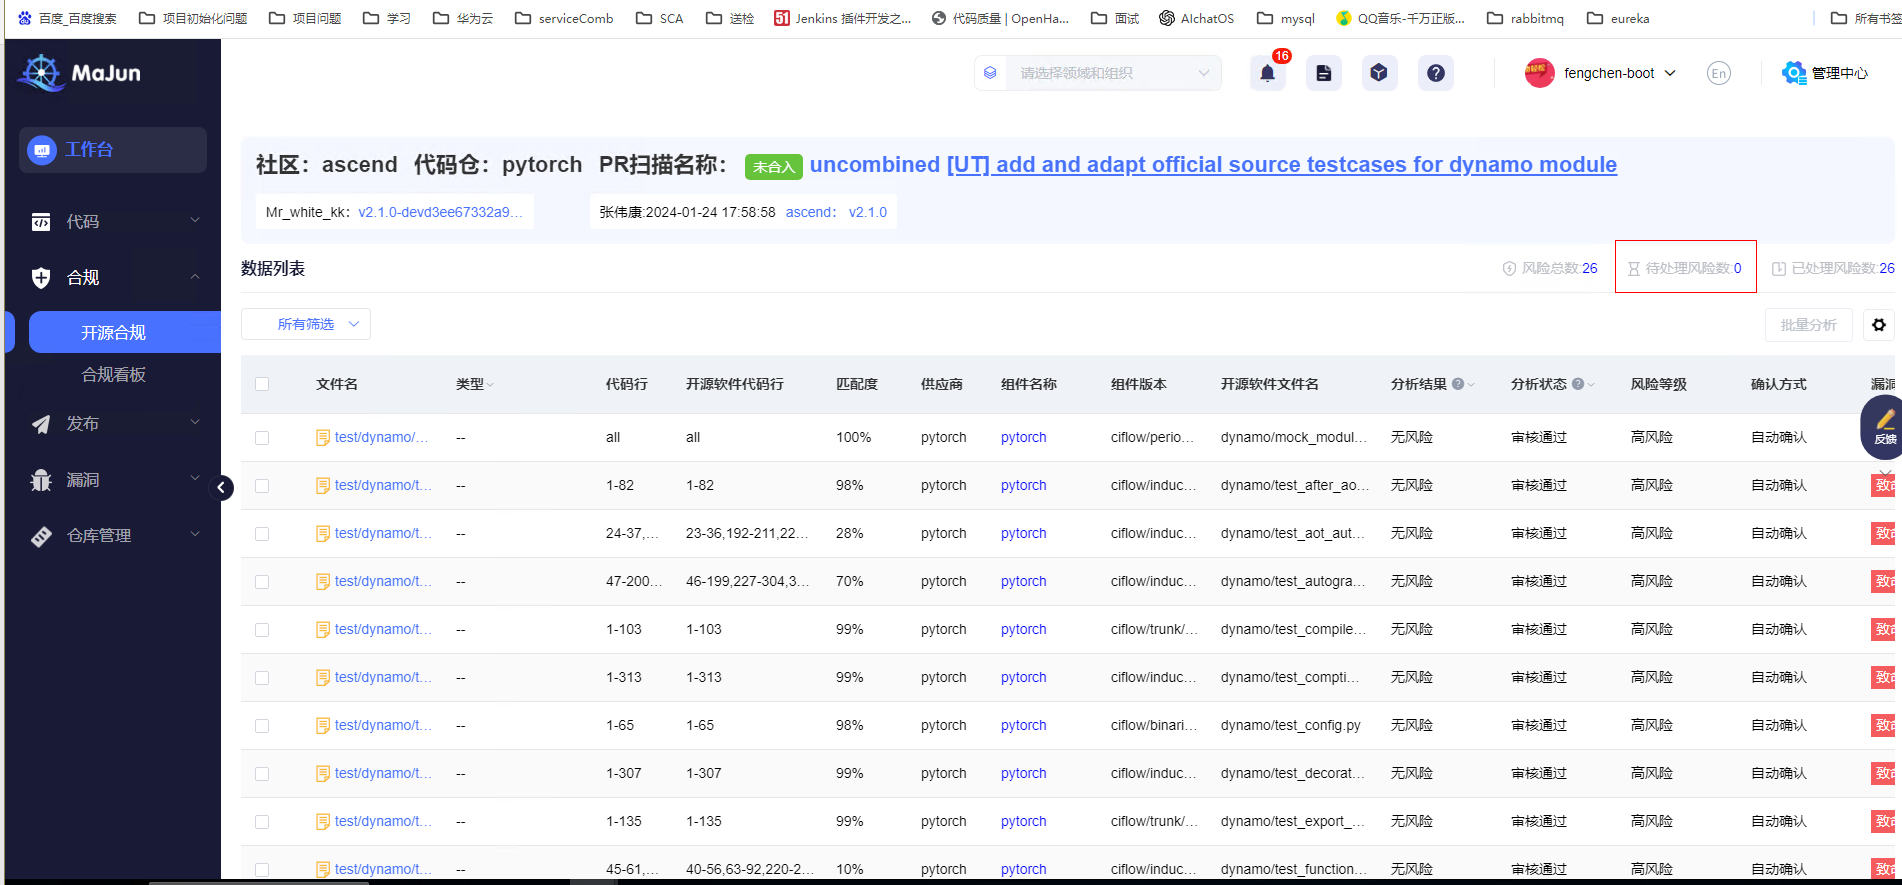 百度_百度搜索 项目初始化问题 项目问题 学习 华为云 serviceComb SCA 送检 Jenkins 插件开发之... 代码质量 | OpenHa... 面试 AIchatOS mysql QQ音乐-千万正版... rabbitmq eureka 所有书签
MaJun 请选择领域和组织 16 fengchen-boot En 管理中心
工作台
代码
合规
开源合规
合规看板
发布
漏洞
仓库管理
社区：ascend 代码仓：pytorch PR扫描名称： 未合入 uncombined [UT] add and adapt official source testcases for dynamo module
Mr_white_kk：v2.1.0-devd3ee67332a9... 张伟康:2024-01-24 17:58:58 ascend： v2.1.0
数据列表 风险总数:26 待处理风险数:0 已处理风险数:26
所有筛选 批量分析
文件名 类型 代码行 开源软件代码行 匹配度 供应商 组件名称 组件版本 开源软件文件名 分析结果 分析状态 风险等级 确认方式 漏洞
反馈
test/dynamo/... -- all all 100% pytorch pytorch ciflow/perio... dynamo/mock_modul... 无风险 审核通过 高风险 自动确认
test/dynamo/t... -- 1-82 1-82 98% pytorch pytorch ciflow/induc... dynamo/test_after_ao... 无风险 审核通过 高风险 自动确认 致命
test/dynamo/t... -- 24-37,... 23-36,192-211,22... 28% pytorch pytorch ciflow/induc... dynamo/test_aot_aut... 无风险 审核通过 高风险 自动确认 致命
test/dynamo/t... -- 47-200... 46-199,227-304,3... 70% pytorch pytorch ciflow/induc... dynamo/test_autogra... 无风险 审核通过 高风险 自动确认 致命
test/dynamo/t... -- 1-103 1-103 99% pytorch pytorch ciflow/trunk/... dynamo/test_compile... 无风险 审核通过 高风险 自动确认 致命
test/dynamo/t... -- 1-313 1-313 99% pytorch pytorch ciflow/induc... dynamo/test_compti... 无风险 审核通过 高风险 自动确认 致命
test/dynamo/t... -- 1-65 1-65 98% pytorch pytorch ciflow/binari... dynamo/test_config.py 无风险 审核通过 高风险 自动确认 致命
test/dynamo/t... -- 1-307 1-307 99% pytorch pytorch ciflow/induc... dynamo/test_decorat... 无风险 审核通过 高风险 自动确认 致命
test/dynamo/t... -- 1-135 1-135 99% pytorch pytorch ciflow/trunk/... dynamo/test_export_... 无风险 审核通过 高风险 自动确认 致命
test/dynamo/t... -- 45-61,... 40-56,63-92,220-2... 10% pytorch pytorch ciflow/induc... dynamo/test_function... 无风险 审核通过 高风险 自动确认 致命